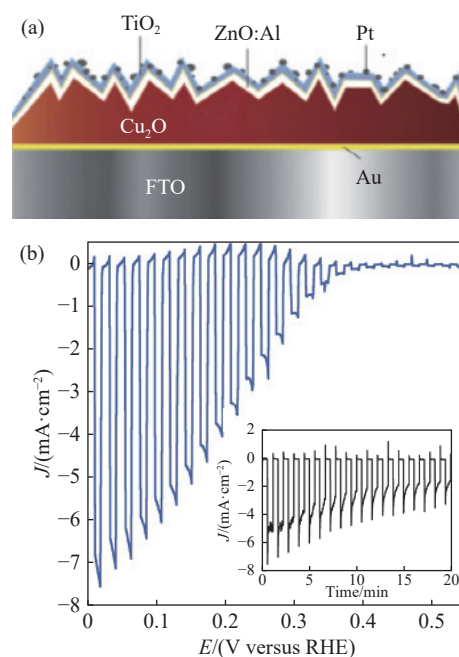 (a)
TiO₂
ZnO:Al
Pt
Cu₂O
FTO
Au
(b)
J/(mA·cm⁻²)
0
−1
−2
−3
−4
−5
−6
−7
−8
0 0.1 0.2 0.3 0.4 0.5
E/(V versus RHE)
J/(mA·cm⁻²)
2
0
−2
−4
−6
−8
0 5 10 15 20
Time/min